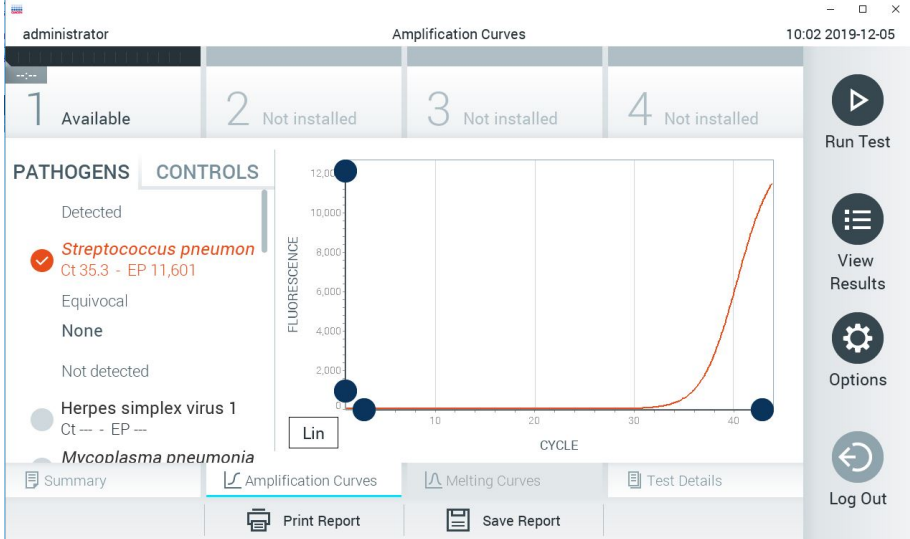 administrator
Amplification Curves
10:02 2019-12-05
--:--
1 Available
2 Not installed
3 Not installed
4 Not installed
Run Test
View Results
Options
Log Out
PATHOGENS CONTROLS
Detected
Streptococcus pneumon
Ct 35.3 - EP 11,601
Equivocal
None
Not detected
Herpes simplex virus 1
Ct --- - EP ---
Mycoplasma pneumonia
FLUORESCENCE
12,00
10,000
8,000
6,000
4,000
2,000
0
10 20 30 40
CYCLE
Lin
Summary
Amplification Curves
Melting Curves
Test Details
Print Report
Save Report